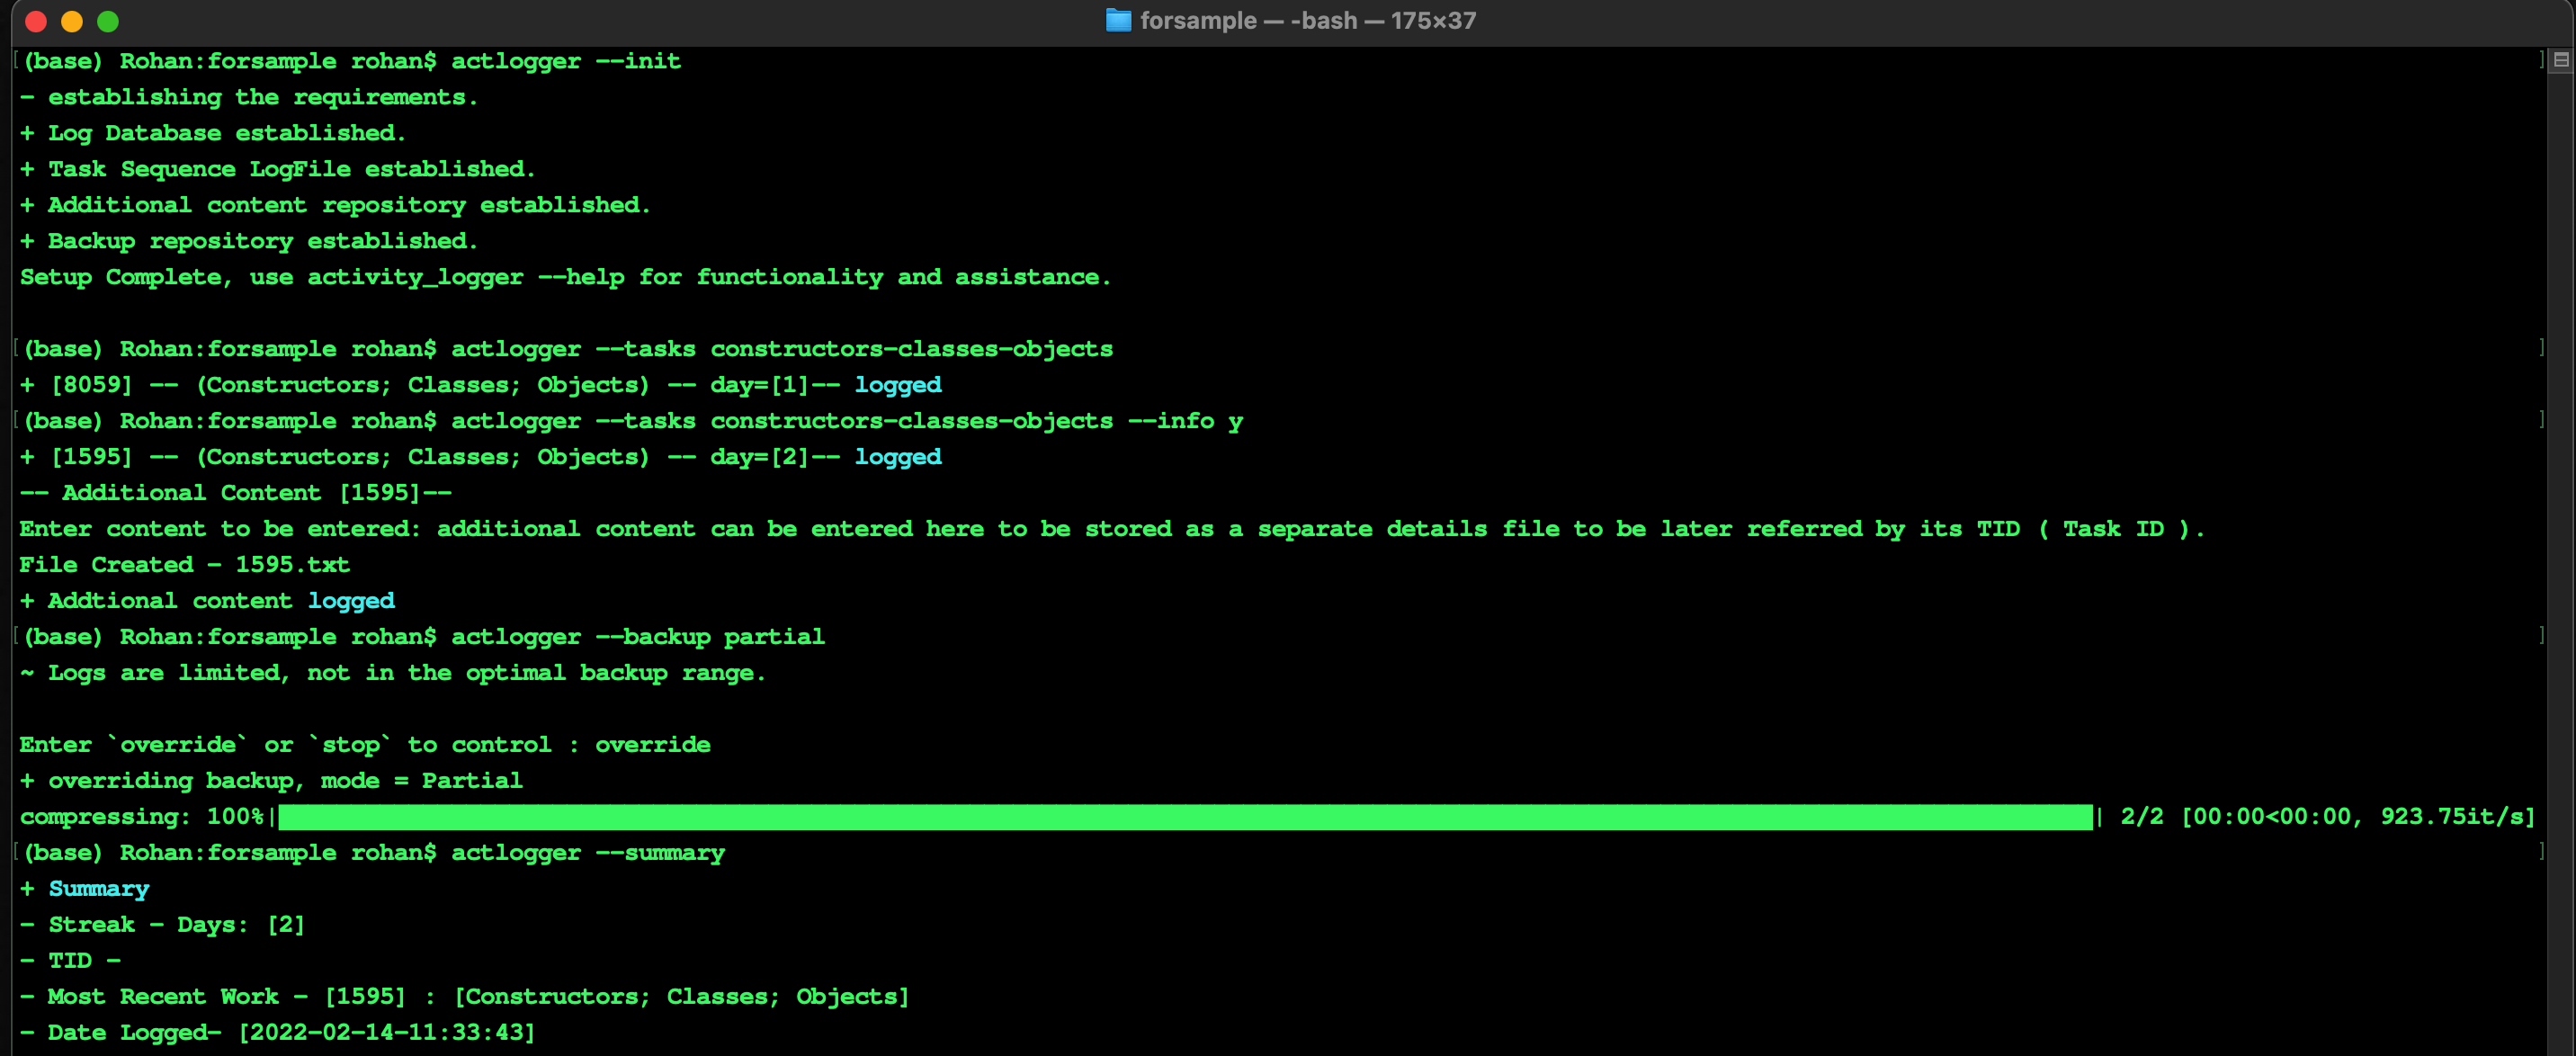 forsample — -bash — 175×37
(base) Rohan:forsample rohan$ actlogger --init
- establishing the requirements.
+ Log Database established.
+ Task Sequence LogFile established.
+ Additional content repository established.
+ Backup repository established.
Setup Complete, use activity_logger --help for functionality and assistance.
(base) Rohan:forsample rohan$ actlogger --tasks constructors-classes-objects
+ [8059] -- (Constructors; Classes; Objects) -- day=[1]-- logged
(base) Rohan:forsample rohan$ actlogger --tasks constructors-classes-objects --info y
+ [1595] -- (Constructors; Classes; Objects) -- day=[2]-- logged
-- Additional Content [1595]--
Enter content to be entered: additional content can be entered here to be stored as a separate details file to be later referred by its TID ( Task ID ).
File Created - 1595.txt
+ Addtional content logged
(base) Rohan:forsample rohan$ actlogger --backup partial
~ Logs are limited, not in the optimal backup range.
Enter `override` or `stop` to control : override
+ overriding backup, mode = Partial
compressing: 100%|██████████| 2/2 [00:00<00:00, 923.75it/s]
(base) Rohan:forsample rohan$ actlogger --summary
+ Summary
- Streak - Days: [2]
- TID -
- Most Recent Work - [1595] : [Constructors; Classes; Objects]
- Date Logged- [2022-02-14-11:33:43]